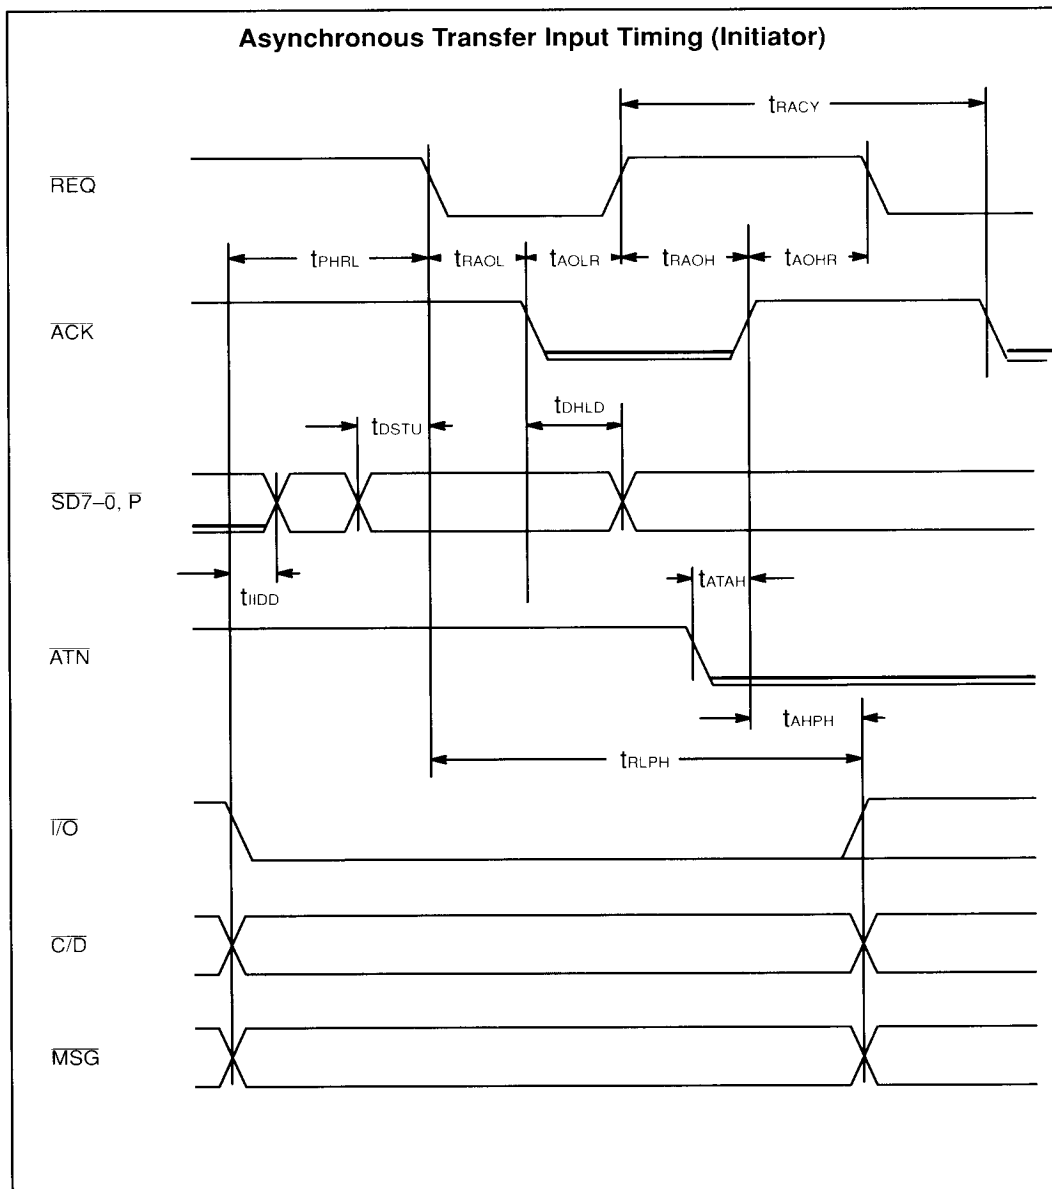 Asynchronous Transfer Input Timing (Initiator)
tRACY
REQ
tPHRL tRAOL tAOLR tRAOH tAOHR
ACK
tDHLD
tDSTU
SD7–0, P
tATAH
tIIDD
ATN
tAHPH
tRLPH
I/O
C/D
MSG